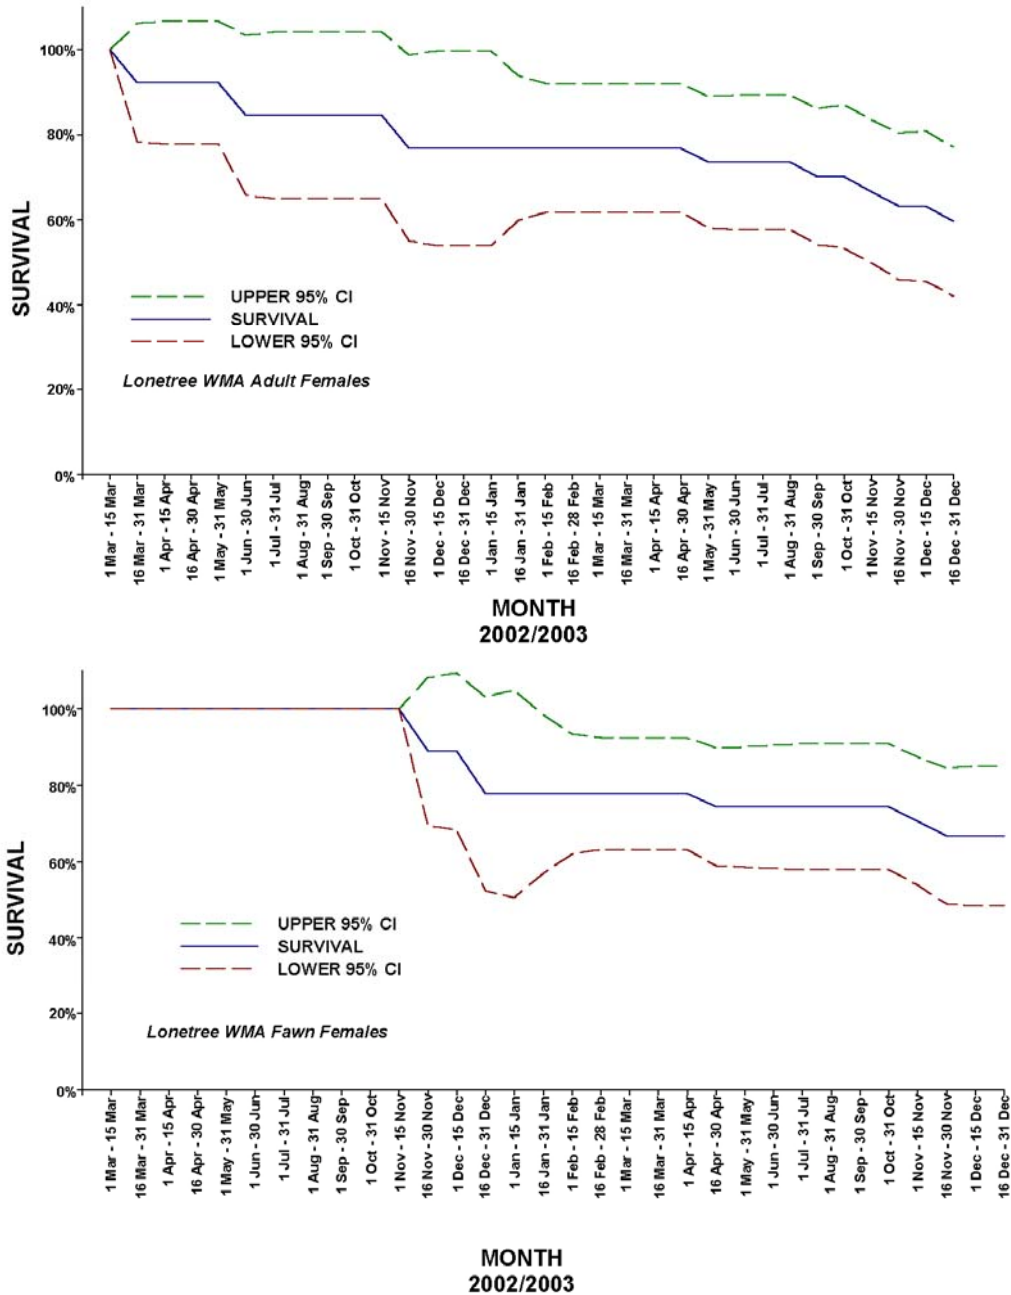 100%
80%
60%
40%
20%
0%
SURVIVAL
UPPER 95% CI
SURVIVAL
LOWER 95% CI
Lonetree WMA Adult Females
1 Mar - 15 Mar
16 Mar - 31 Mar
1 Apr - 15 Apr
16 Apr - 30 Apr
1 May - 31 May
1 Jun - 30 Jun
1 Jul - 31 Jul
1 Aug - 31 Aug
1 Sep - 30 Sep
1 Oct - 31 Oct
1 Nov - 15 Nov
16 Nov - 30 Nov
1 Dec - 15 Dec
16 Dec - 31 Dec
1 Jan - 15 Jan
16 Jan - 31 Jan
1 Feb - 15 Feb
16 Feb - 28 Feb
1 Mar - 15 Mar
16 Mar - 31 Mar
1 Apr - 15 Apr
16 Apr - 30 Apr
1 May - 31 May
1 Jun - 30 Jun
1 Jul - 31 Jul
1 Aug - 31 Aug
1 Sep - 30 Sep
1 Oct - 31 Oct
1 Nov - 15 Nov
16 Nov - 30 Nov
1 Dec - 15 Dec
16 Dec - 31 Dec
MONTH
2002/2003
100%
80%
60%
40%
20%
0%
SURVIVAL
UPPER 95% CI
SURVIVAL
LOWER 95% CI
Lonetree WMA Fawn Females
1 Mar - 15 Mar
16 Mar - 31 Mar
1 Apr - 15 Apr
16 Apr - 30 Apr
1 May - 31 May
1 Jun - 30 Jun
1 Jul - 31 Jul
1 Aug - 31 Aug
1 Sep - 30 Sep
1 Oct - 31 Oct
1 Nov - 15 Nov
16 Nov - 30 Nov
1 Dec - 15 Dec
16 Dec - 31 Dec
1 Jan - 15 Jan
16 Jan - 31 Jan
1 Feb - 15 Feb
16 Feb - 28 Feb
1 Mar - 15 Mar
16 Mar - 31 Mar
1 Apr - 15 Apr
16 Apr - 30 Apr
1 May - 31 May
1 Jun - 30 Jun
1 Jul - 31 Jul
1 Aug - 31 Aug
1 Sep - 30 Sep
1 Oct - 31 Oct
1 Nov - 15 Nov
16 Nov - 30 Nov
1 Dec - 15 Dec
16 Dec - 31 Dec
MONTH
2002/2003